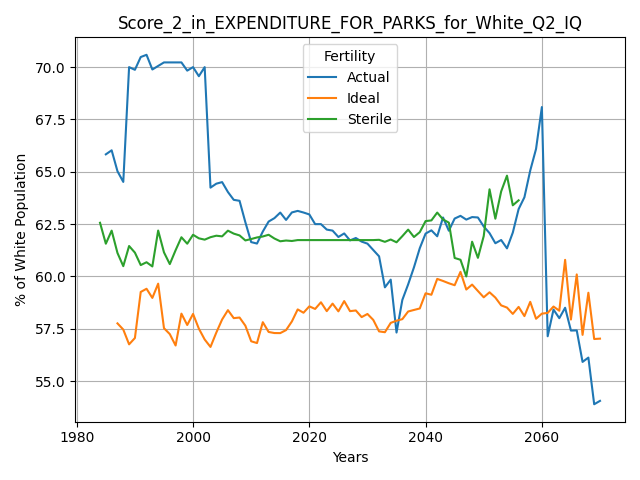 Score_2_in_EXPENDITURE_FOR_PARKS_for_White_Q2_IQ
Fertility
Actual
Ideal
Sterile
% of White Population
70.0
67.5
65.0
62.5
60.0
57.5
55.0
1980 2000 2020 2040 2060
Years